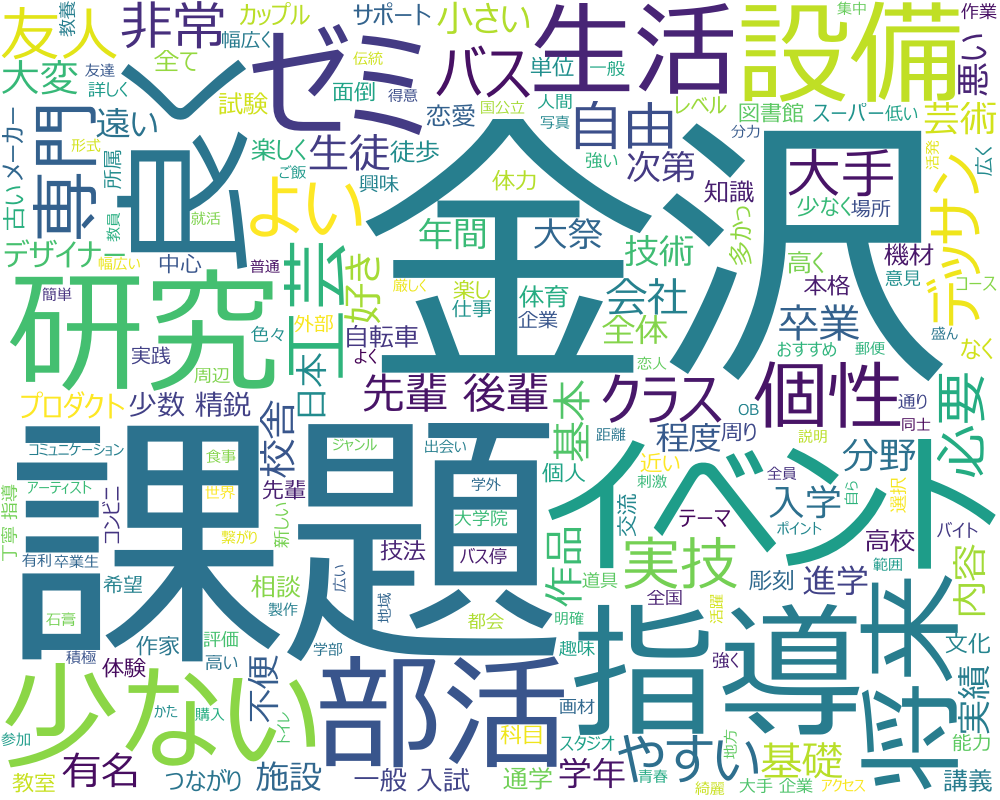 教養
友人
非常
カップル
サポート
小さい
集中
作業
大変
友達
幅広く
全て
伝統
ゼミ
バス
単位
一般
生活
設備
悪い
詳しく
試験
面倒
得意
恋愛
国公立
人間
写真
レベル
図書館
スーパー
低い
芸術
メーカー
専門
遠い
形式
楽しく
生徒
徒歩
強い
自由
分力
活発
広く
古い
所属
良く
ご飯
興味
体力
次第
知識
大手
デッサン
教員
就活
よい
年間
大祭
技術
多かっ
少なく
場所
デザイナー
幅広い
中心
普通
厳しく
楽し
体育
高く
機材
意見
コース
簡単
工芸
好き
仕事
企業
会社
本格
研究
色々
外部
自転車
よく
金沢
全体
恋人
卒業
おすすめ
郵便
盛ん
なく
実践
周辺
日本
プロダクト
少数 精鋭
先輩 後輩
クラス
個性
OB
通り
同士
必要
コミュニケーション
校舎
ジャンル
出会い
基本
距離
程度
周り
説明
分野
食事
個人
近い
刺激
全員
自ら
アーティスト
世界
先輩
学外
イベント
交流
テーマ
入学
選択
丁寧 指導
コンビニ
課題
繋がり
新しい
大学院
作品
ポイント
高校
バイト
有利
卒業生
技法
バス停
実技
範囲
内容
希望
相談
広い
地域
都会
道具
彫刻
進学
石膏
製作
明確
全国
活躍
作家
評価
学部
趣味
指導
将来
文化
積極
体験
高い
強く
少ない
不便
部活
画材
実績
参加
かた
購入
トイレ
科目
スタジオ
やすい
地方
能力
教室
有名
つながり
施設
一般 入試
通学
学年
青春
綺麗
基礎
大手 企業
アクセス
講義